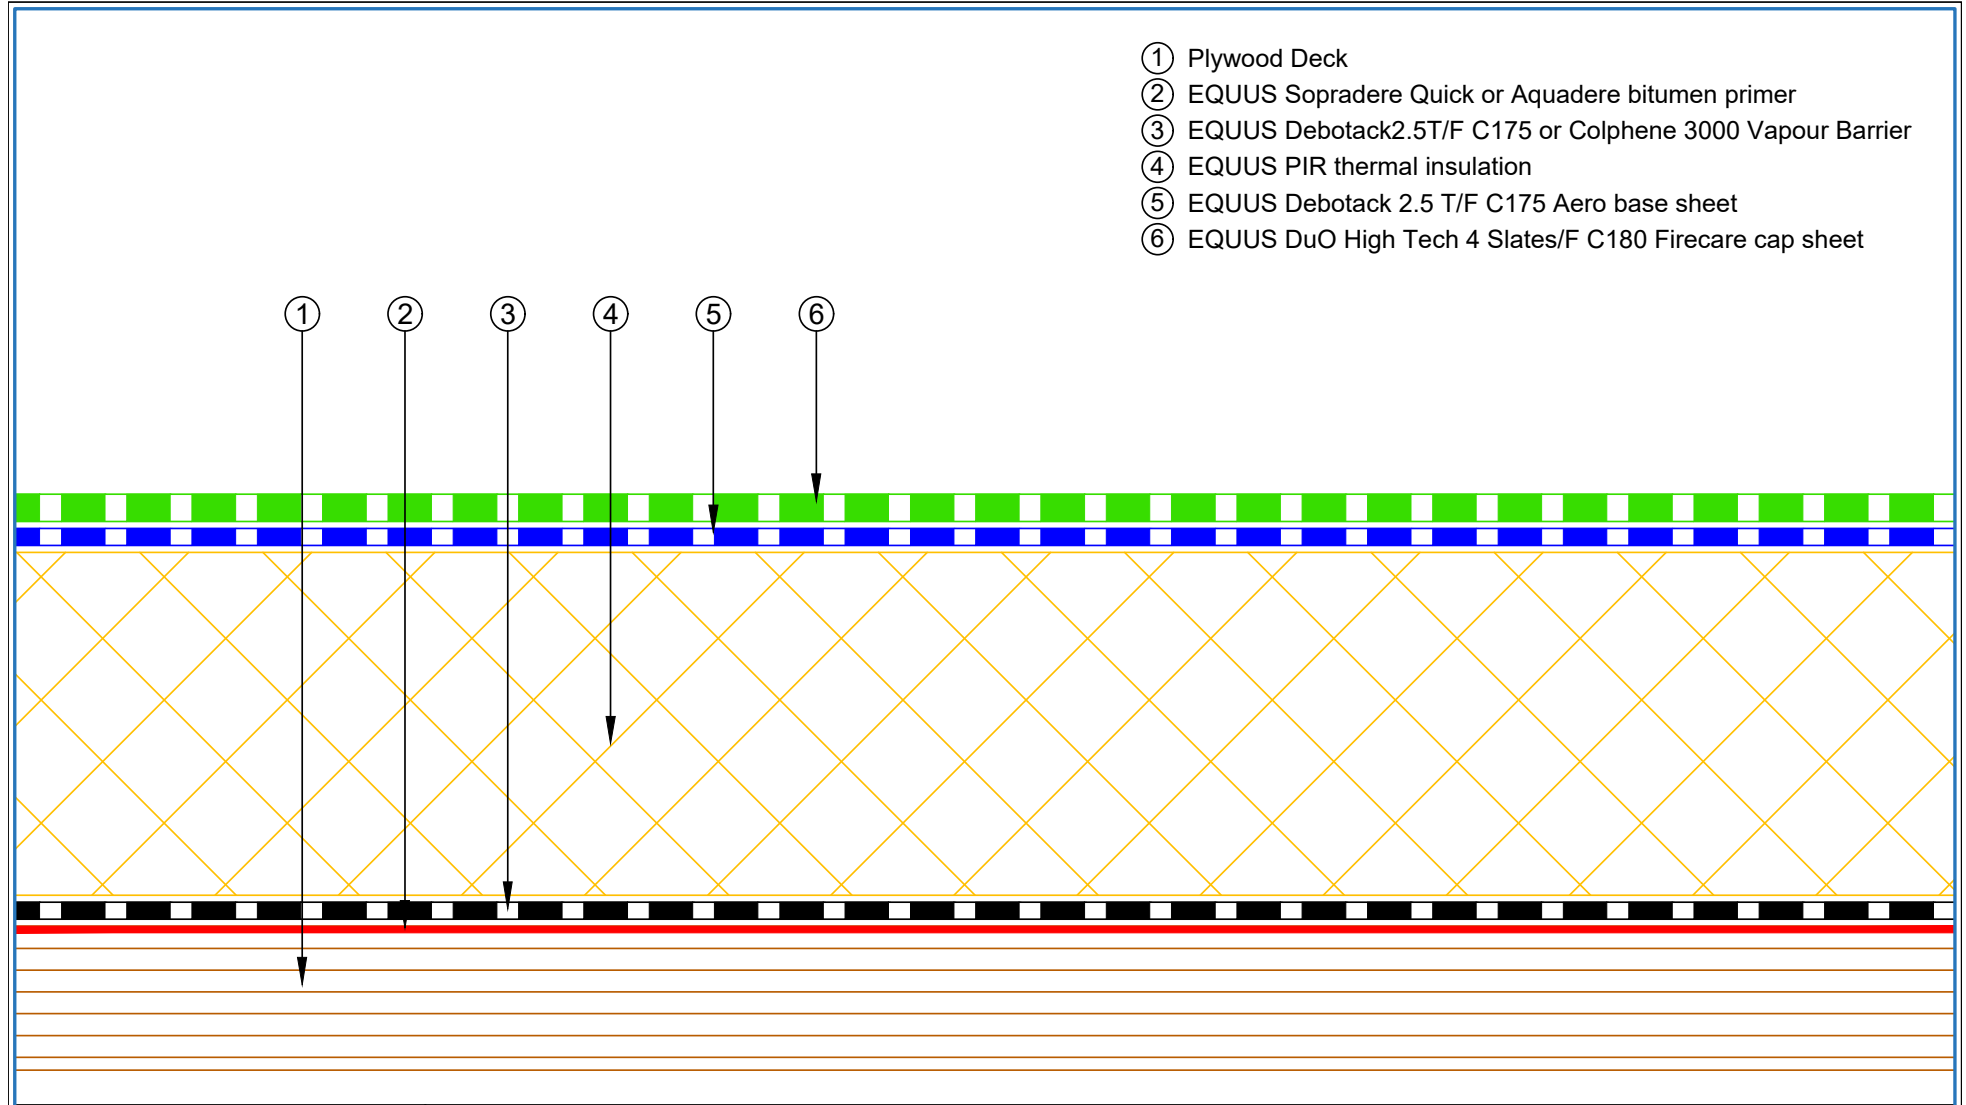 ① Plywood Deck
② EQUUS Sopradere Quick or Aquadere bitumen primer
③ EQUUS Debotack2.5T/F C175 or Colphene 3000 Vapour Barrier
④ EQUUS PIR thermal insulation
⑤ EQUUS Debotack 2.5 T/F C175 Aero base sheet
⑥ EQUUS DuO High Tech 4 Slates/F C180 Firecare cap sheet
① ② ③ ④ ⑤ ⑥